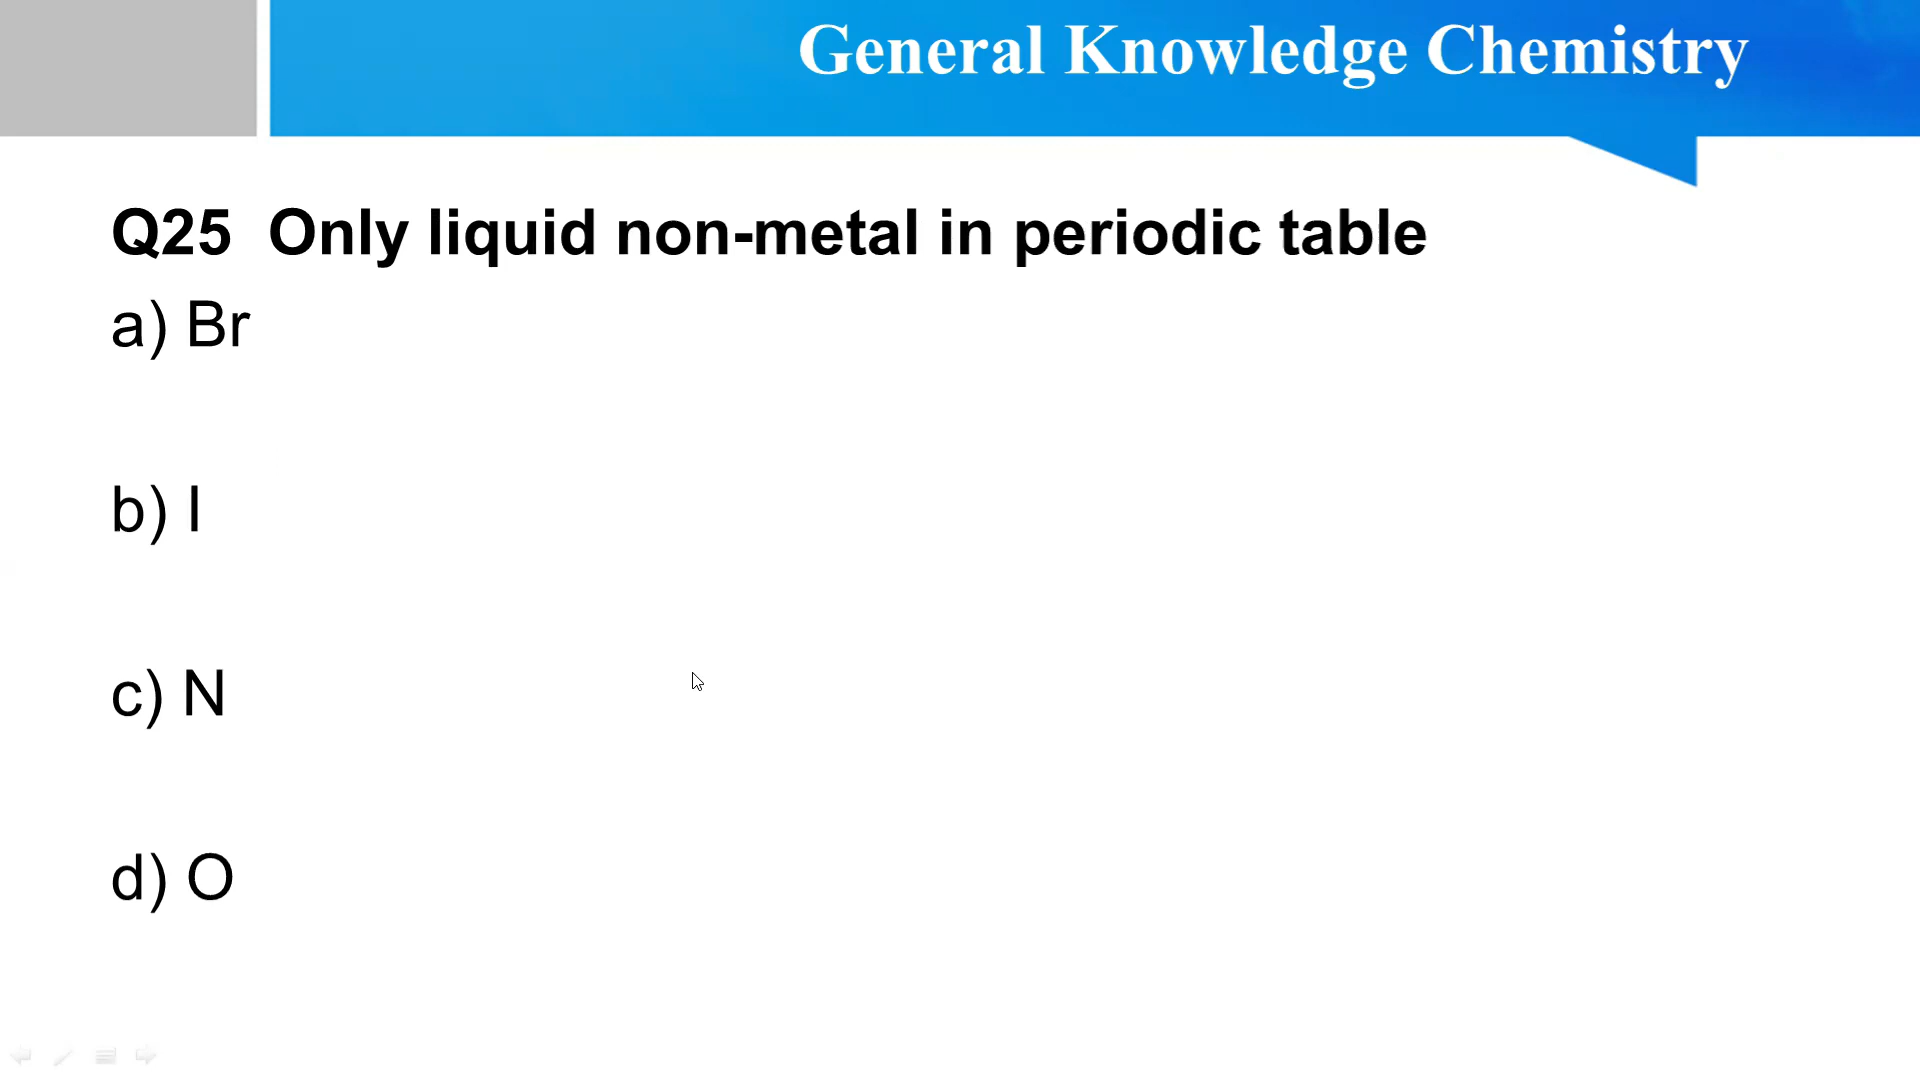 General Knowledge Chemistry
Q25 Only liquid non-metal in periodic table
a) Br
b) I
c) N
d) O